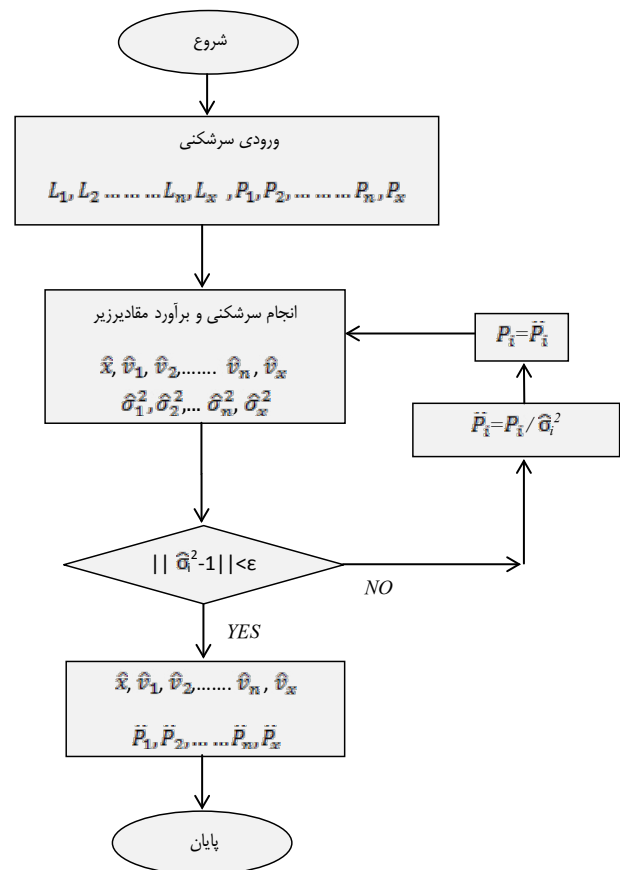 شروع
ورودی سرشکنی
L₁, L₂ ... ... ... Lₙ, Lₓ , P₁, P₂, ... ... ... Pₙ, Pₓ
انجام سرشکنی و برآورد مقادیرزیر
x̂, v̂₁, v̂₂,....... v̂ₙ, v̂ₓ
σ̂₁², σ̂₂²,... σ̂ₙ², σ̂ₓ²
Pᵢ=P̈ᵢ
P̈ᵢ=Pᵢ / σ̂ᵢ²
|| σ̂ᵢ²-1||<ε
NO
YES
x̂, v̂₁, v̂₂,....... v̂ₙ, v̂ₓ
P̈₁, P̈₂, ... ... P̈ₙ, P̈ₓ
پایان